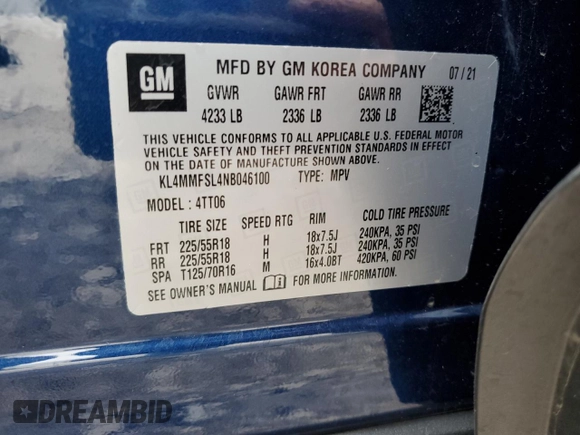 GM
MFD BY GM KOREA COMPANY 07/21
GVWR GAWR FRT GAWR RR
4233 LB 2336 LB 2336 LB
THIS VEHICLE CONFORMS TO ALL APPLICABLE U.S. FEDERAL MOTOR
VEHICLE SAFETY AND THEFT PREVENTION STANDARDS IN EFFECT
ON THE DATE OF MANUFACTURE SHOWN ABOVE.
KL4MMFSL4NB046100 TYPE: MPV
MODEL: 4TT06
TIRE SIZE SPEED RTG RIM COLD TIRE PRESSURE
FRT 225/55R18 H 18x7.5J 240KPA, 35 PSI
RR 225/55R18 H 18x7.5J 240KPA, 35 PSI
SPA T125/70R16 M 16x4.0BT 420KPA, 60 PSI
SEE OWNER'S MANUAL FOR MORE INFORMATION.
DREAMBID